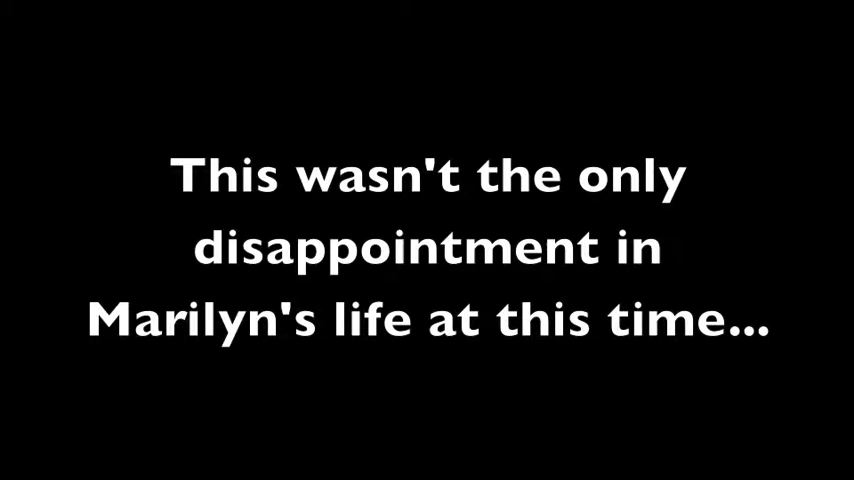 This wasn't the only
disappointment in
Marilyn's life at this time...